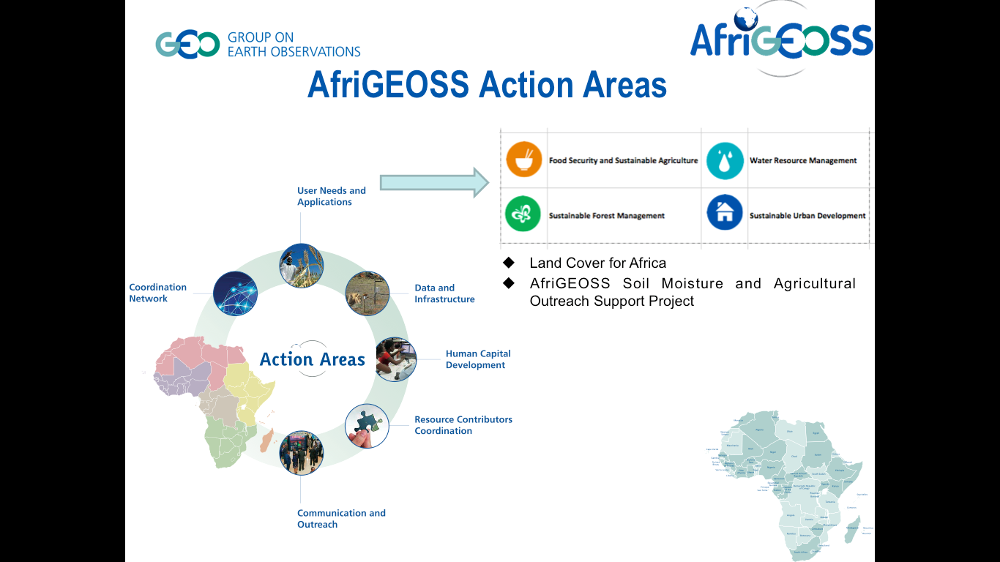 GEO GROUP ON
EARTH OBSERVATIONS
AfriGEOSS
AfriGEOSS Action Areas
Food Security and Sustainable Agriculture
Water Resource Management
Sustainable Forest Management
Sustainable Urban Development
◆ Land Cover for Africa
◆ AfriGEOSS Soil Moisture and Agricultural
Outreach Support Project
User Needs and
Applications
Coordination
Network
Data and
Infrastructure
Action Areas
Human Capital
Development
Resource Contributors
Coordination
Communication and
Outreach